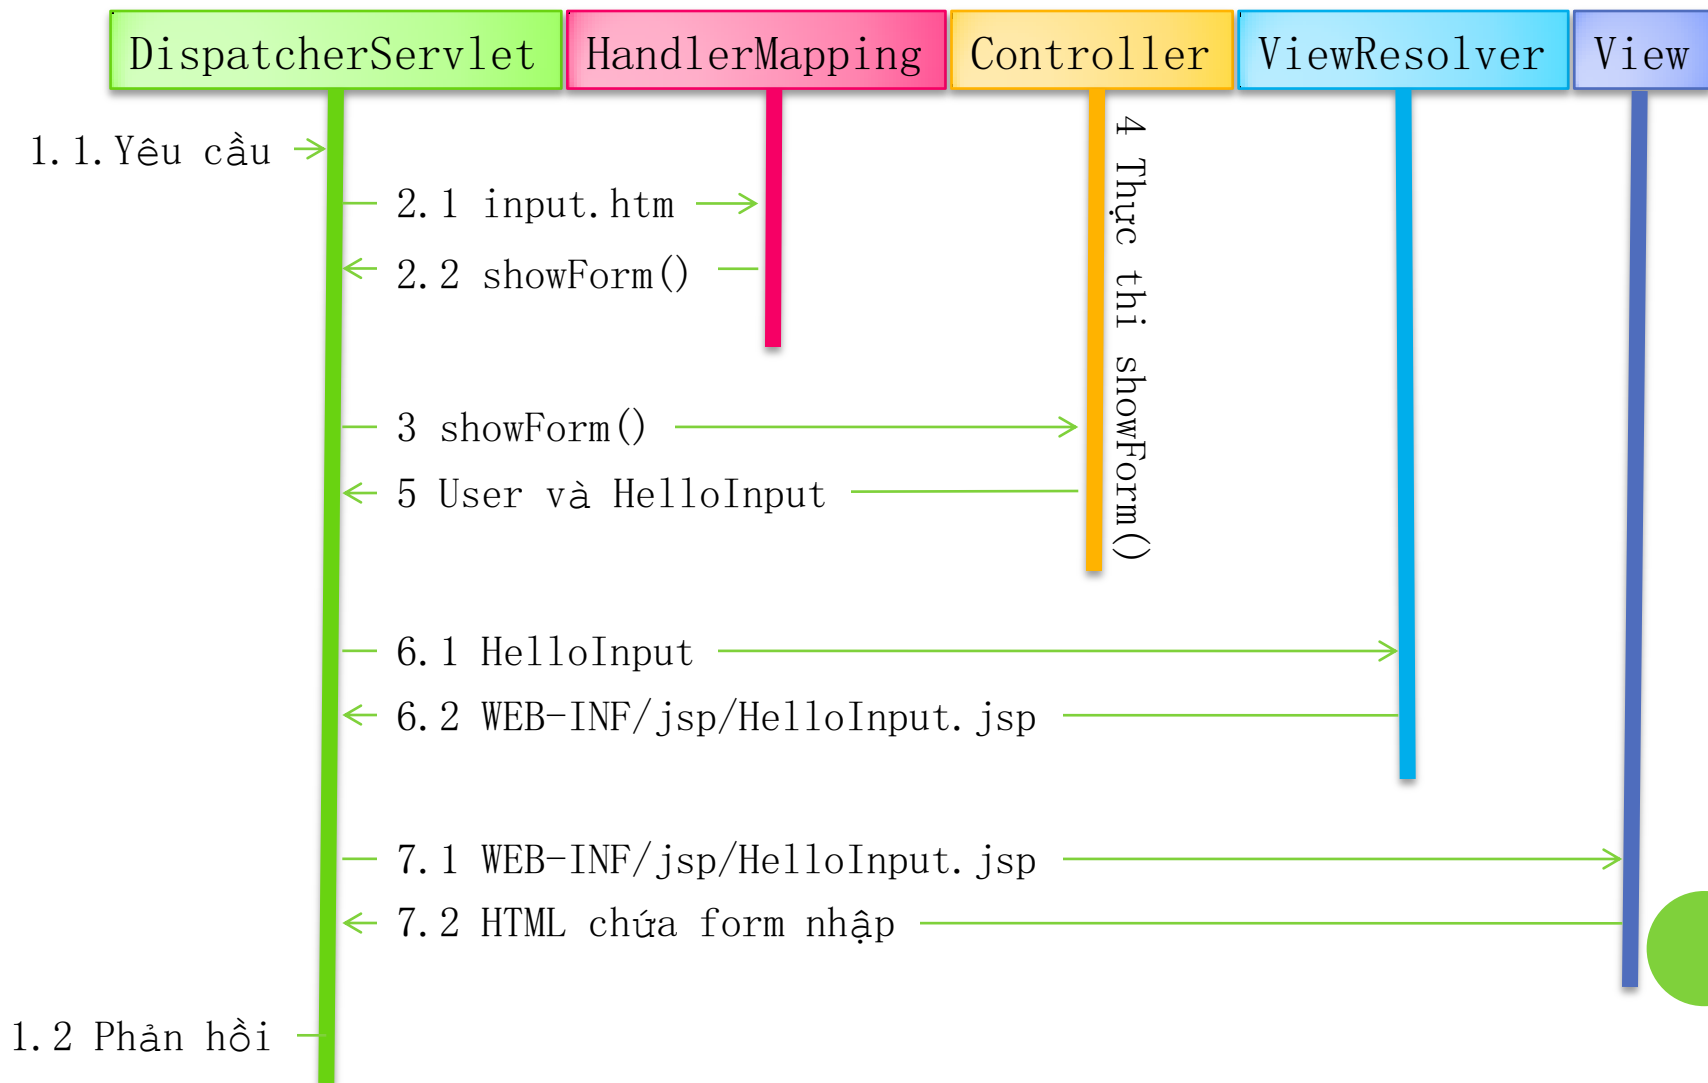 DispatcherServlet
HandlerMapping
Controller
ViewResolver
View
1.1.Yêu cầu
2.1 input.htm
2.2 showForm()
3 showForm()
4 Thực thi showForm()
5 User và HelloInput
6.1 HelloInput
6.2 WEB-INF/jsp/HelloInput.jsp
7.1 WEB-INF/jsp/HelloInput.jsp
7.2 HTML chứa form nhập
1.2 Phản hồi